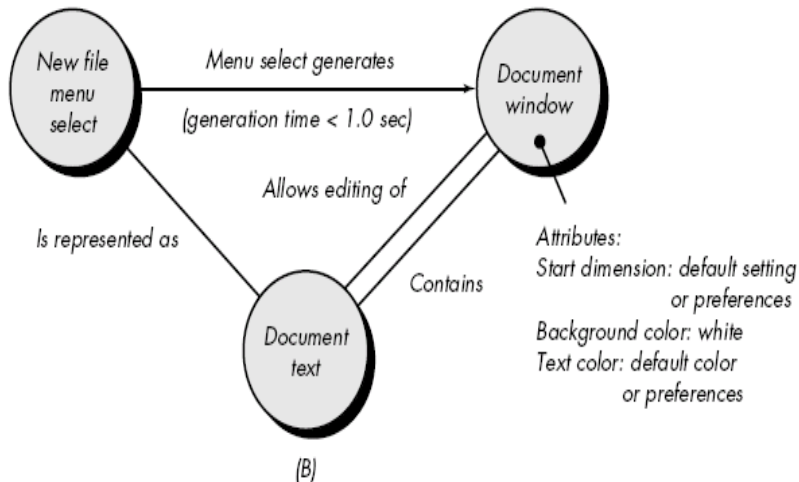 New file
menu
select
Menu select generates
(generation time < 1.0 sec)
Document
window
Allows editing of
Is represented as
Contains
Attributes:
Start dimension: default setting
or preferences
Background color: white
Text color: default color
or preferences
Document
text
(B)